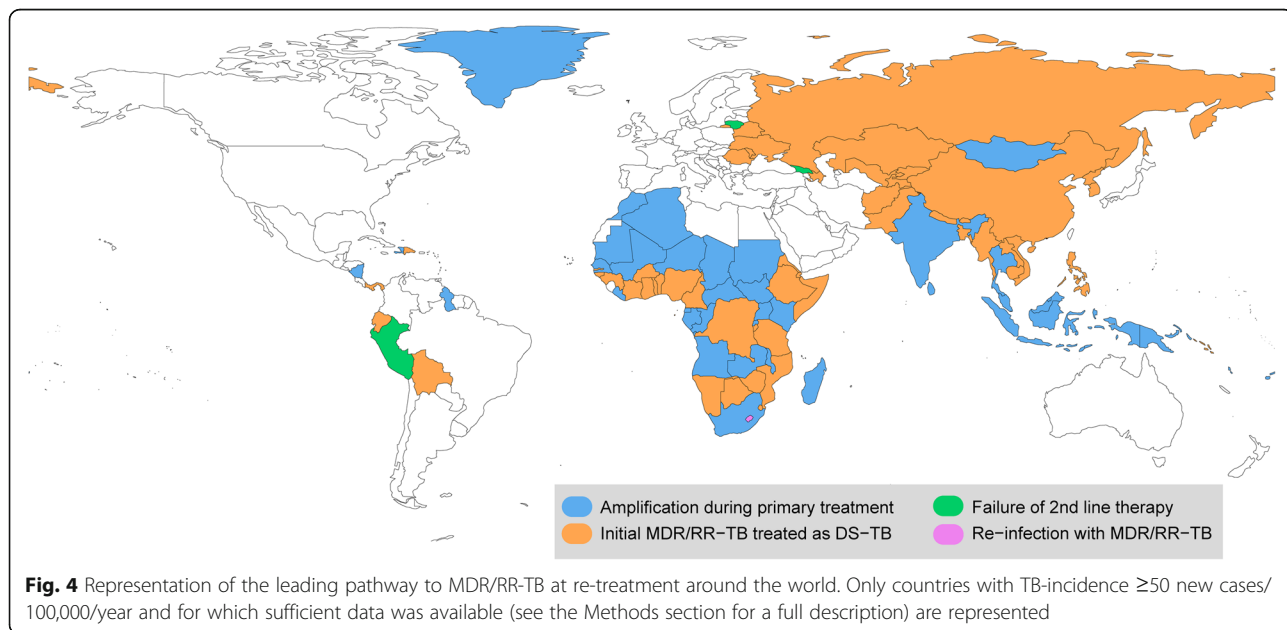 Amplification during primary treatment
Failure of 2nd line therapy
Initial MDR/RR−TB treated as DS−TB
Re−infection with MDR/RR−TB
Fig. 4 Representation of the leading pathway to MDR/RR-TB at re-treatment around the world. Only countries with TB-incidence ≥50 new cases/
100,000/year and for which sufficient data was available (see the Methods section for a full description) are represented